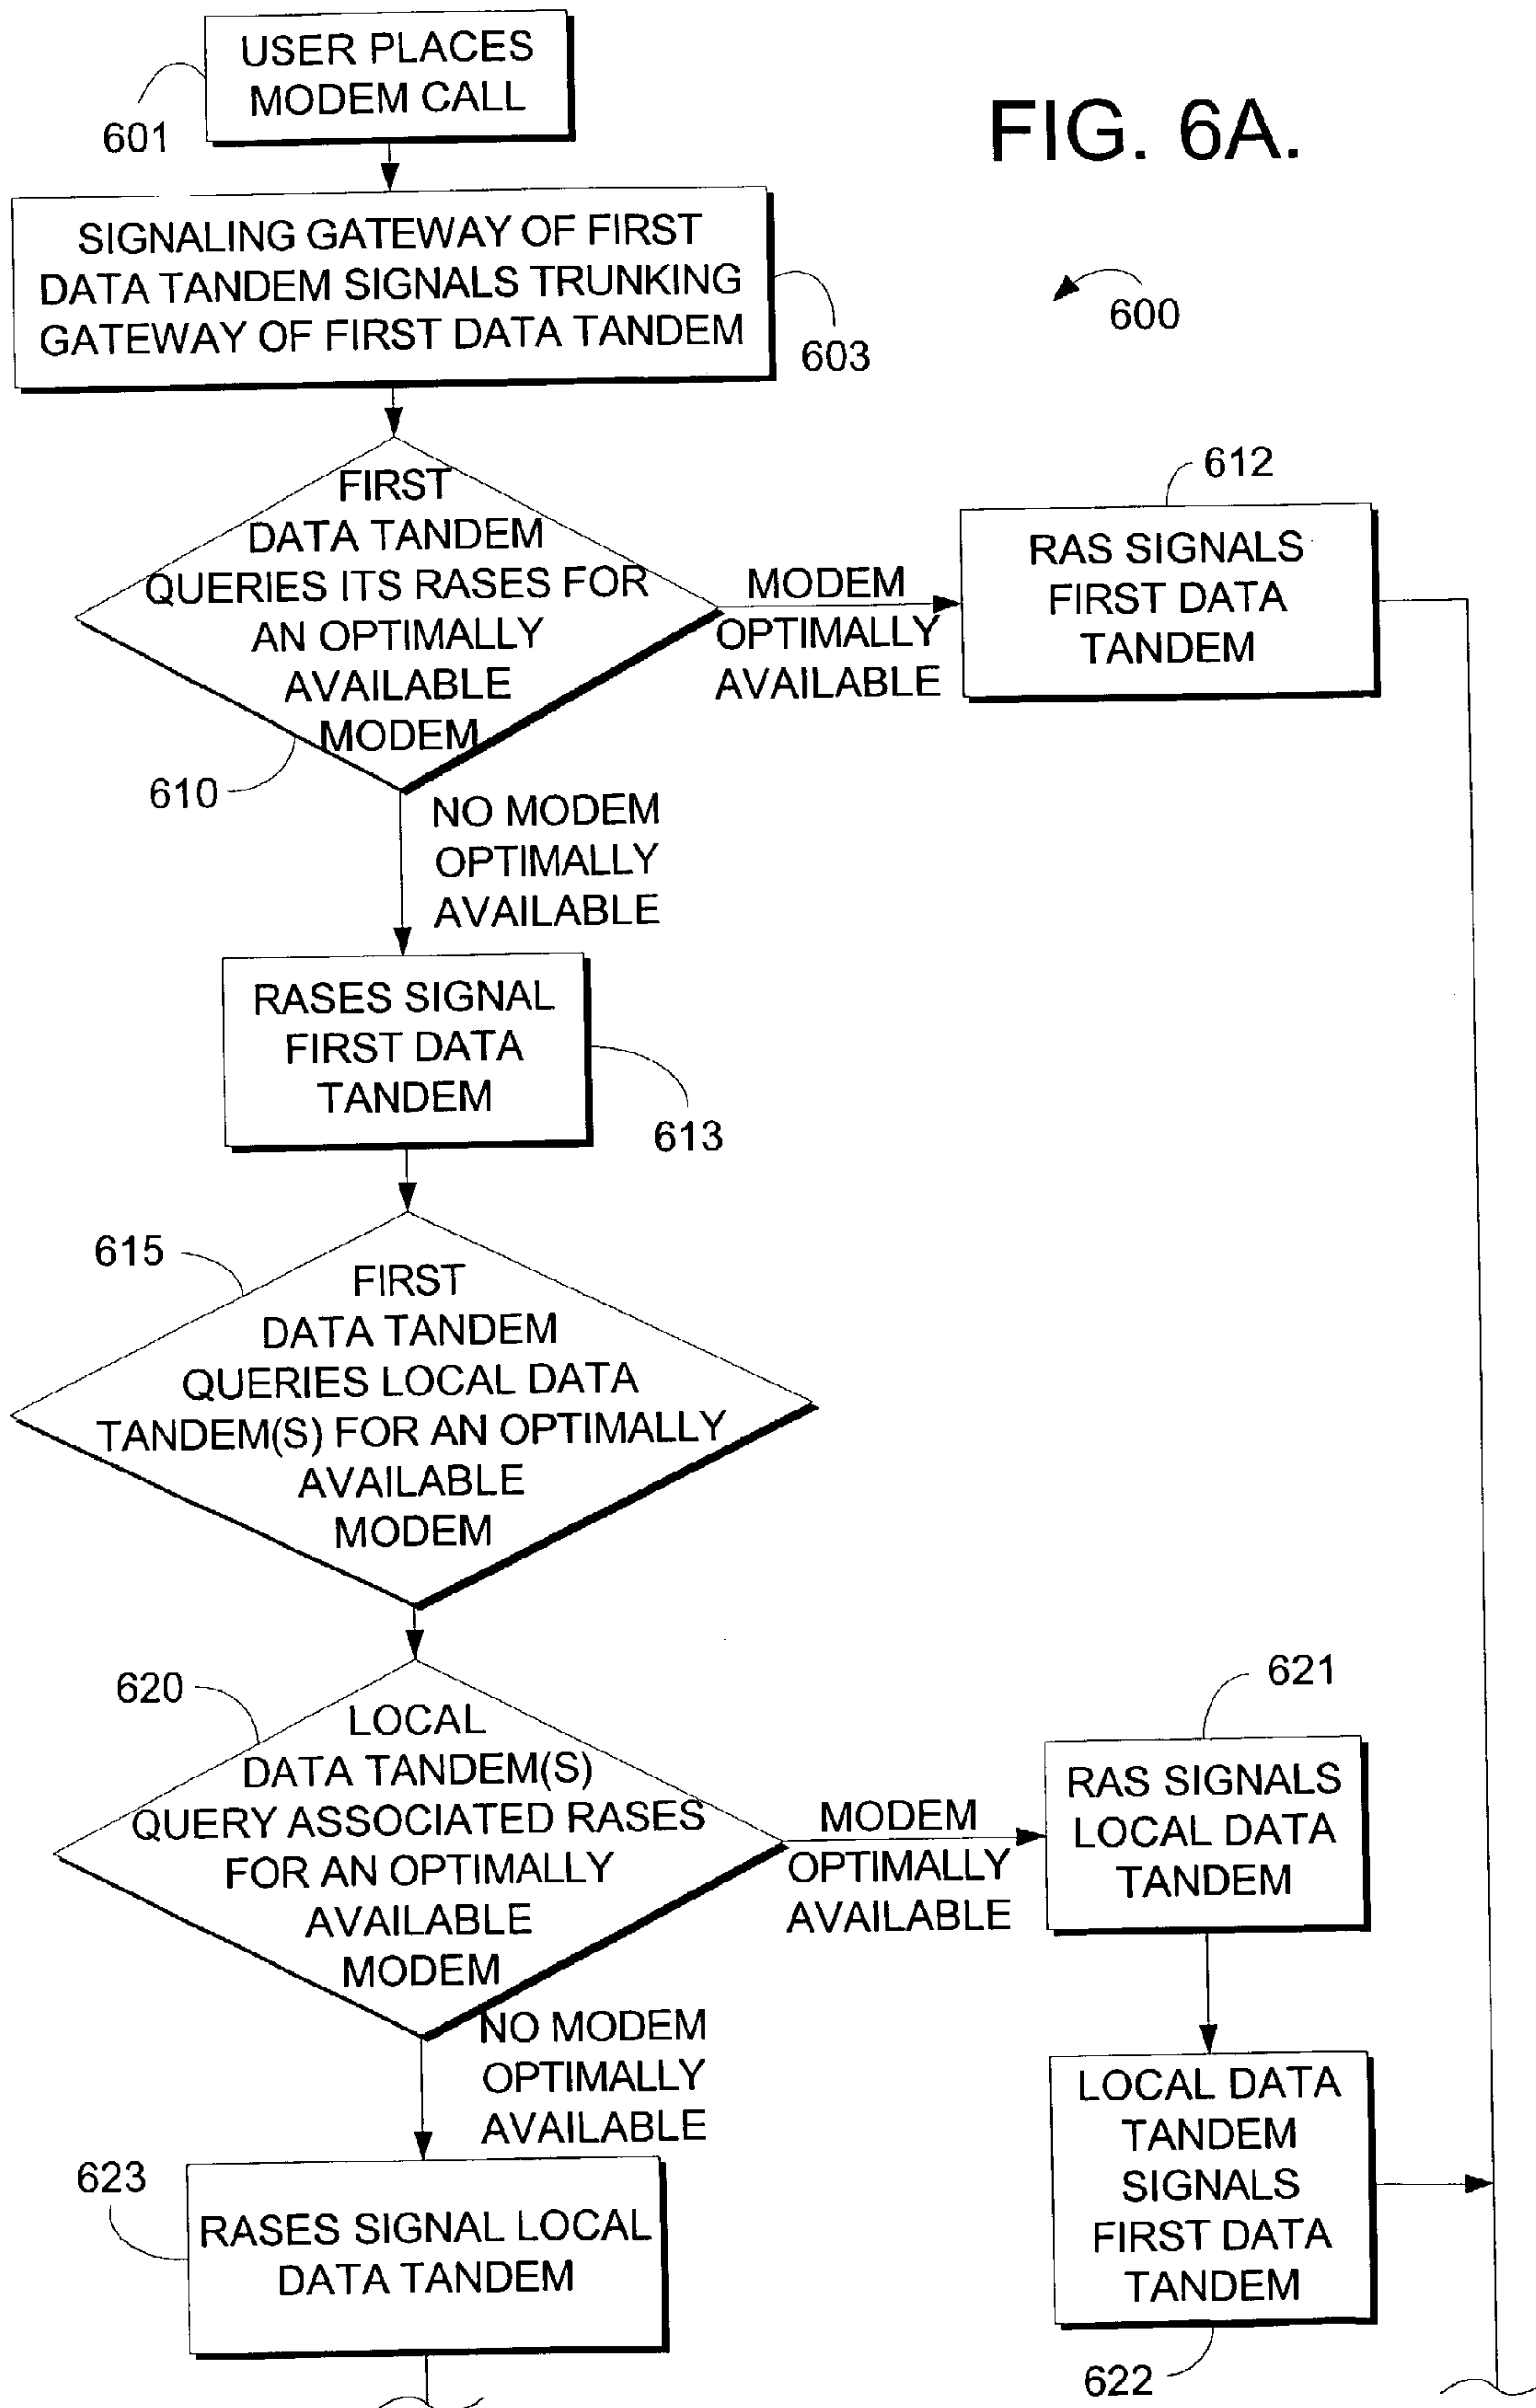 USER PLACES
MODEM CALL
601
FIG. 6A.
SIGNALING GATEWAY OF FIRST
DATA TANDEM SIGNALS TRUNKING
GATEWAY OF FIRST DATA TANDEM
603
600
FIRST
DATA TANDEM
QUERIES ITS RASES FOR
AN OPTIMALLY
AVAILABLE
MODEM
610
MODEM
OPTIMALLY
AVAILABLE
612
RAS SIGNALS
FIRST DATA
TANDEM
NO MODEM
OPTIMALLY
AVAILABLE
RASES SIGNAL
FIRST DATA
TANDEM
613
615
FIRST
DATA TANDEM
QUERIES LOCAL DATA
TANDEM(S) FOR AN OPTIMALLY
AVAILABLE
MODEM
620
LOCAL
DATA TANDEM(S)
QUERY ASSOCIATED RASES
FOR AN OPTIMALLY
AVAILABLE
MODEM
MODEM
OPTIMALLY
AVAILABLE
621
RAS SIGNALS
LOCAL DATA
TANDEM
NO MODEM
OPTIMALLY
AVAILABLE
LOCAL DATA
TANDEM
SIGNALS
FIRST DATA
TANDEM
622
623
RASES SIGNAL LOCAL
DATA TANDEM